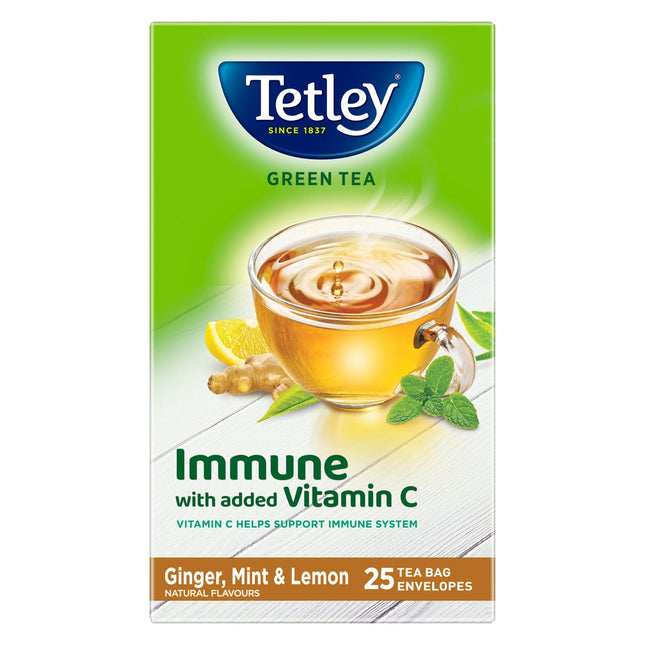 Tetley®
SINCE 1837
GREEN TEA
Immune
with added Vitamin C
VITAMIN C HELPS SUPPORT IMMUNE SYSTEM
Ginger, Mint & Lemon
NATURAL FLAVOURS
25 TEA BAG
ENVELOPES